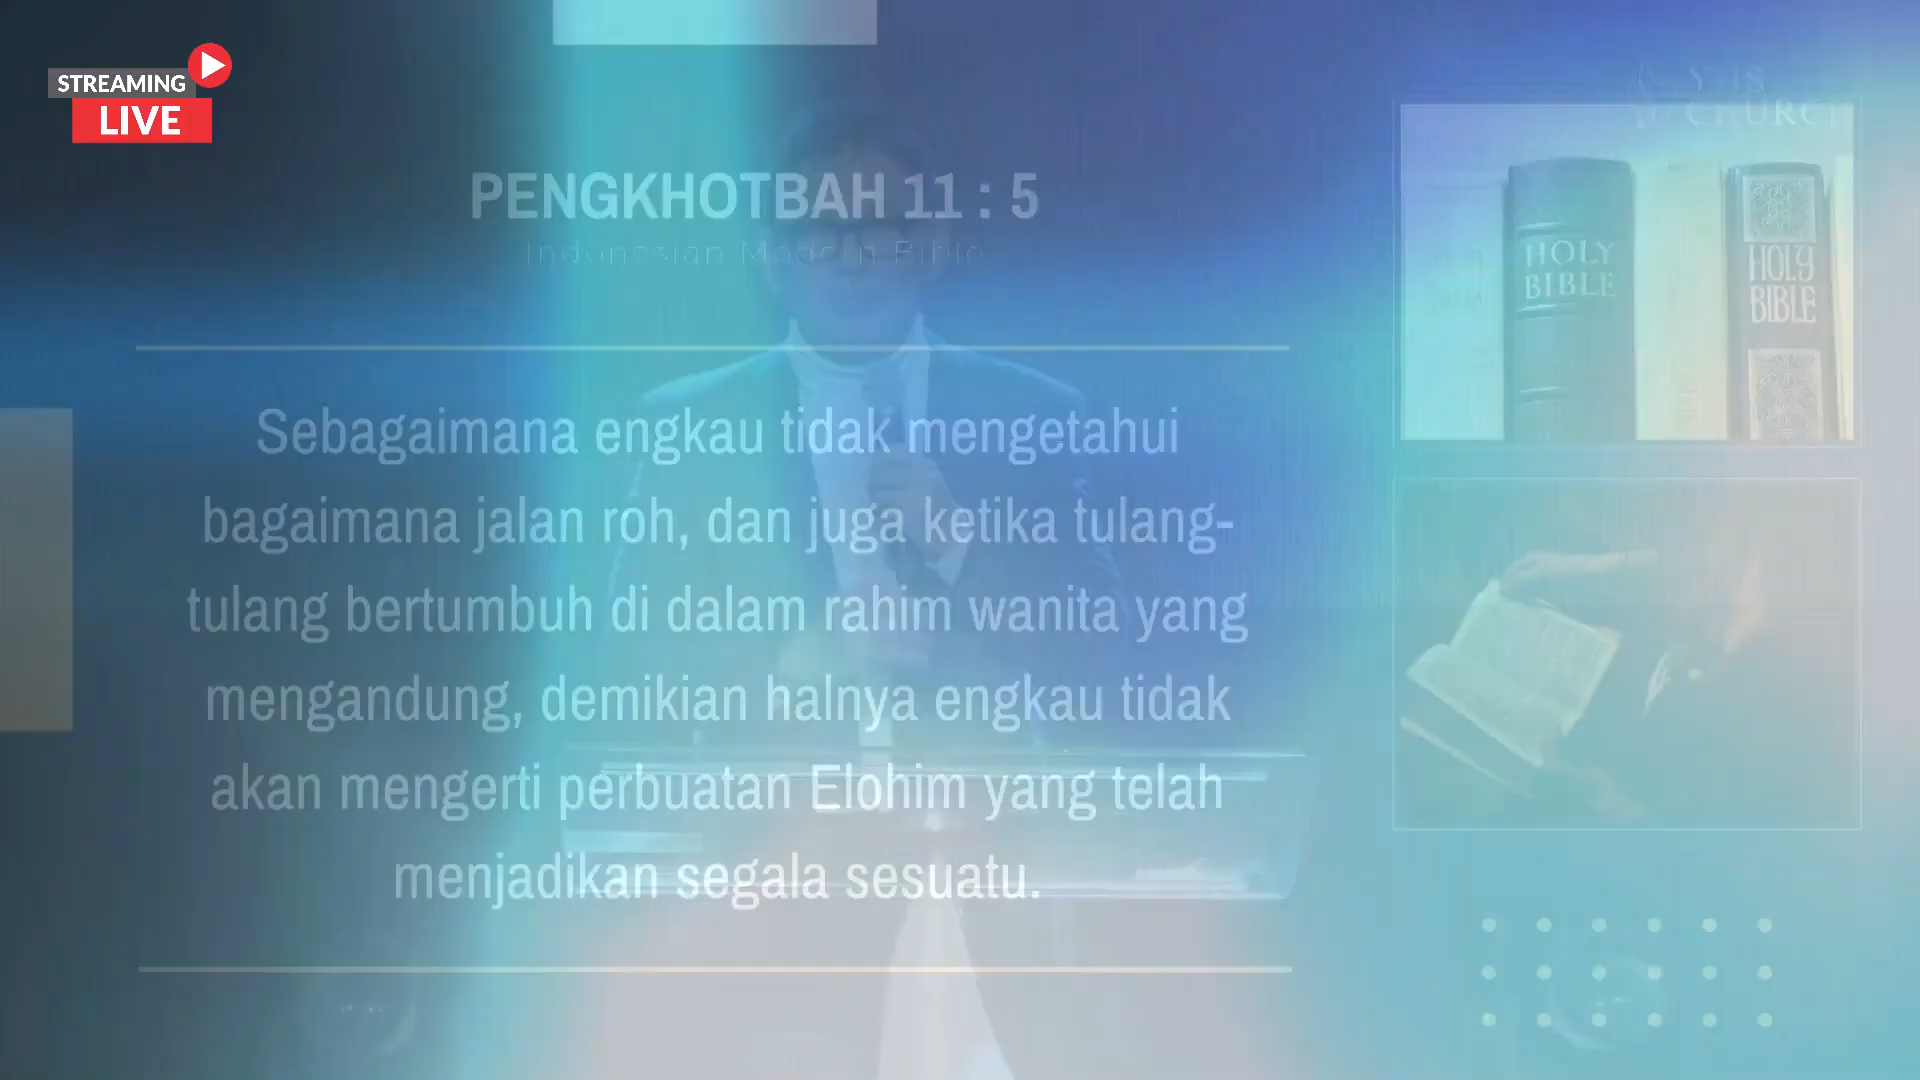 STREAMING
LIVE
PENGKHOTBAH 11 : 5
Indonesian Modern Bible
Sebagaimana engkau tidak mengetahui
bagaimana jalan roh, dan juga ketika tulang-
tulang bertumbuh di dalam rahim wanita yang
mengandung, demikian halnya engkau tidak
akan mengerti perbuatan Elohim yang telah
menjadikan segala sesuatu.
CHURCH
HOLY
BIBLE
HOLY
BIBLE